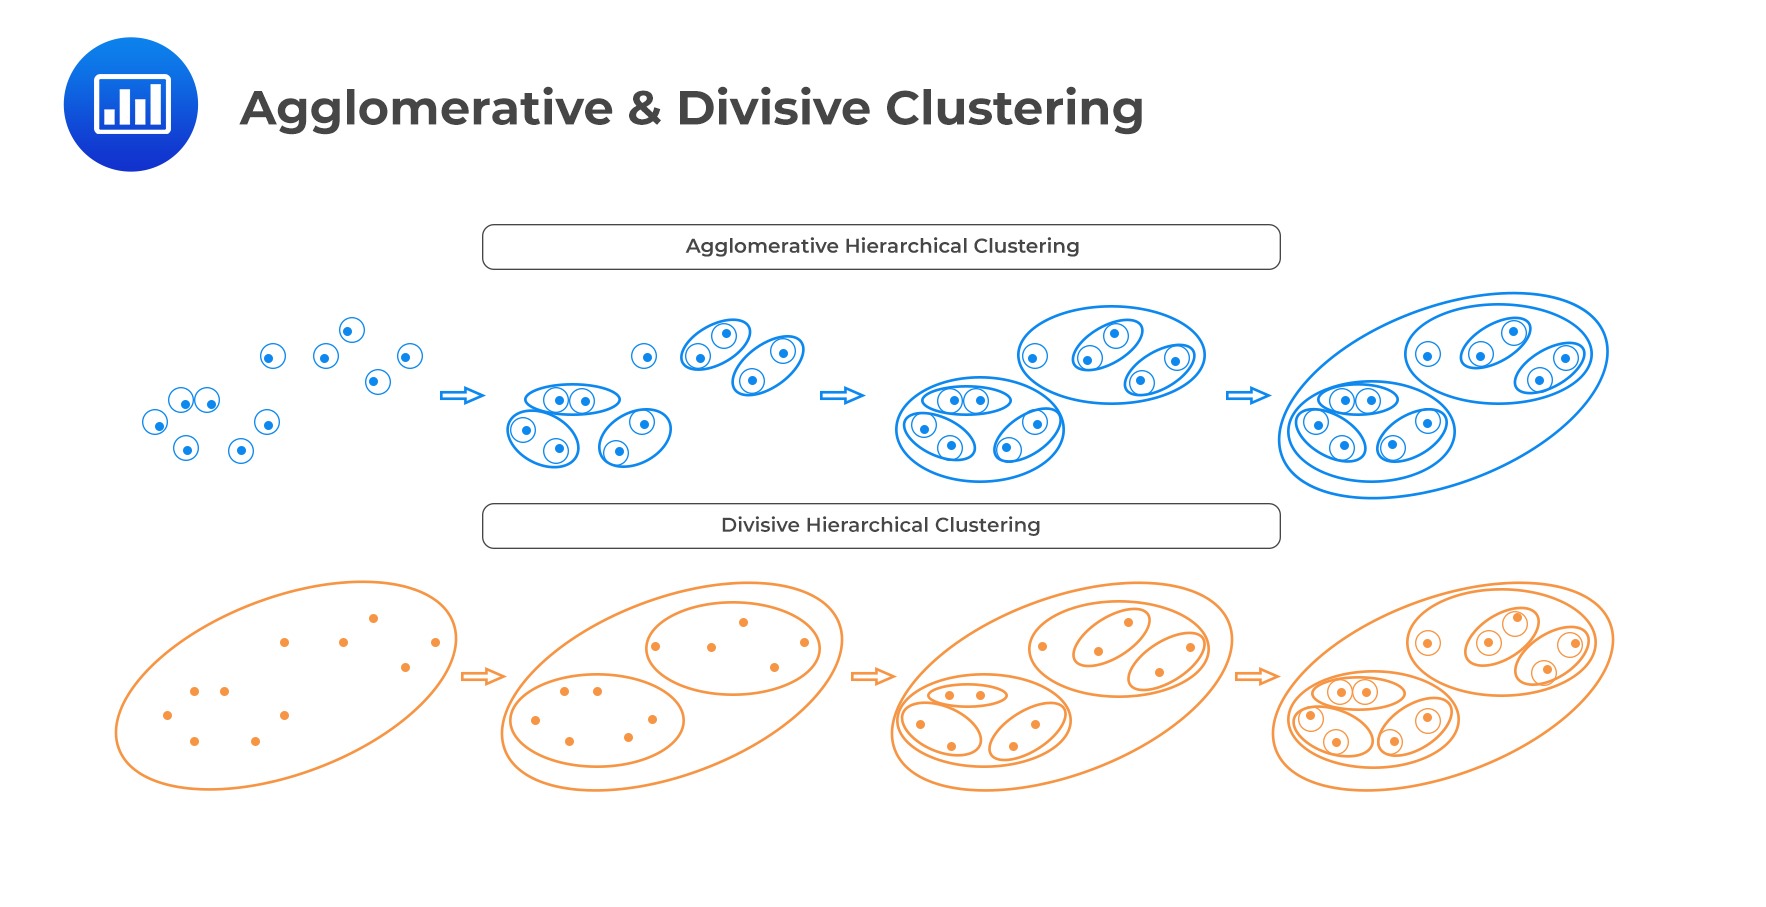 Agglomerative & Divisive Clustering
Agglomerative Hierarchical Clustering
Divisive Hierarchical Clustering